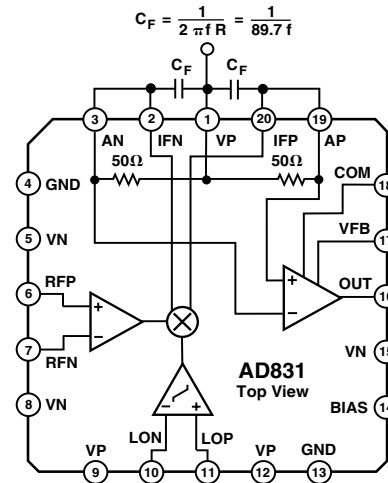 C_F = 1 / 2 πf R = 1 / 89.7 f
C_F C_F
3 2 1 20 19
AN IFN VP IFP AP
50Ω 50Ω
COM 18
4 GND
VFB 17
5 VN
6 RFP
+ + OUT 16
– –
7 RFN
VN 15
AD831
Top View
8 VN
BIAS 14
– +
LON LOP
VP VP GND
9 10 11 12 13